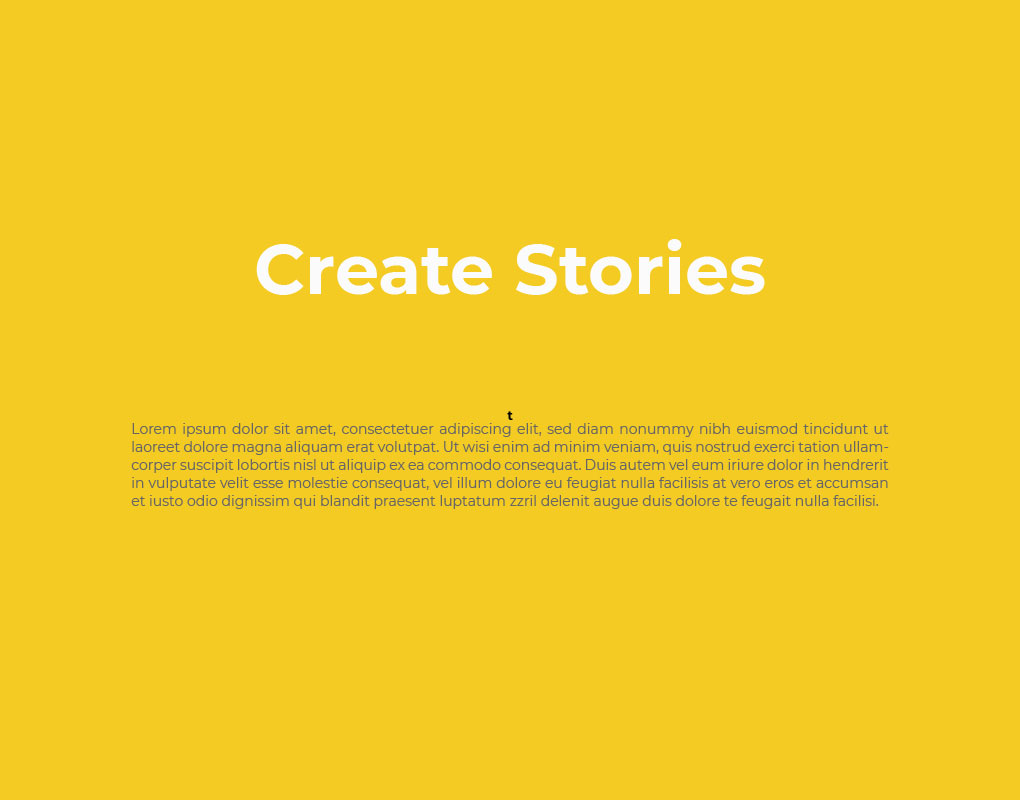 Create Stories
t
Lorem ipsum dolor sit amet, consectetuer adipiscing elit, sed diam nonummy nibh euismod tincidunt ut
laoreet dolore magna aliquam erat volutpat. Ut wisi enim ad minim veniam, quis nostrud exerci tation ullam-
corper suscipit lobortis nisl ut aliquip ex ea commodo consequat. Duis autem vel eum iriure dolor in hendrerit
in vulputate velit esse molestie consequat, vel illum dolore eu feugiat nulla facilisis at vero eros et accumsan
et iusto odio dignissim qui blandit praesent luptatum zzril delenit augue duis dolore te feugait nulla facilisi.